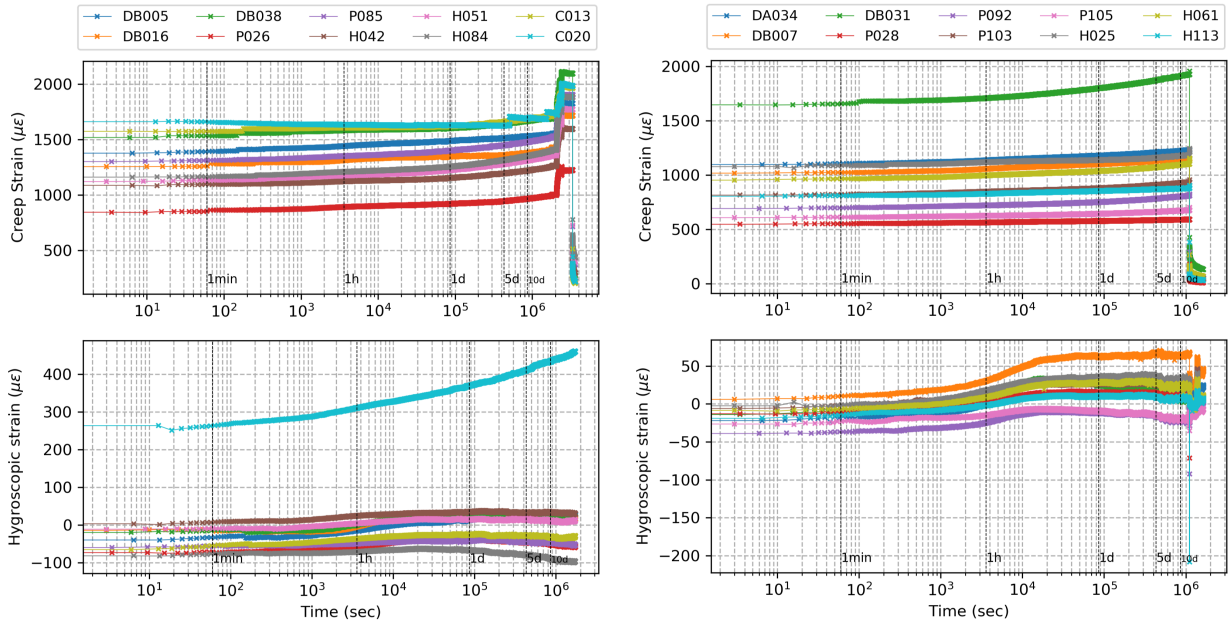 DB005 DB038 P085 H051 C013
DB016 P026 H042 H084 C020
DA034 DB031 P092 P105 H061
DB007 P028 P103 H025 H113
Creep Strain (με)
2000
1500
1000
500
1min 1h 1d 5d 10d
10¹ 10² 10³ 10⁴ 10⁵ 10⁶
Creep Strain (με)
2000
1500
1000
500
0
1min 1h 1d 5d 10d
10¹ 10² 10³ 10⁴ 10⁵ 10⁶
Hygroscopic strain (με)
400
300
200
100
0
−100
1min 1h 1d 5d 10d
10¹ 10² 10³ 10⁴ 10⁵ 10⁶
Time (sec)
Hygroscopic strain (με)
50
0
−50
−100
−150
−200
1min 1h 1d 5d 10d
10¹ 10² 10³ 10⁴ 10⁵ 10⁶
Time (sec)